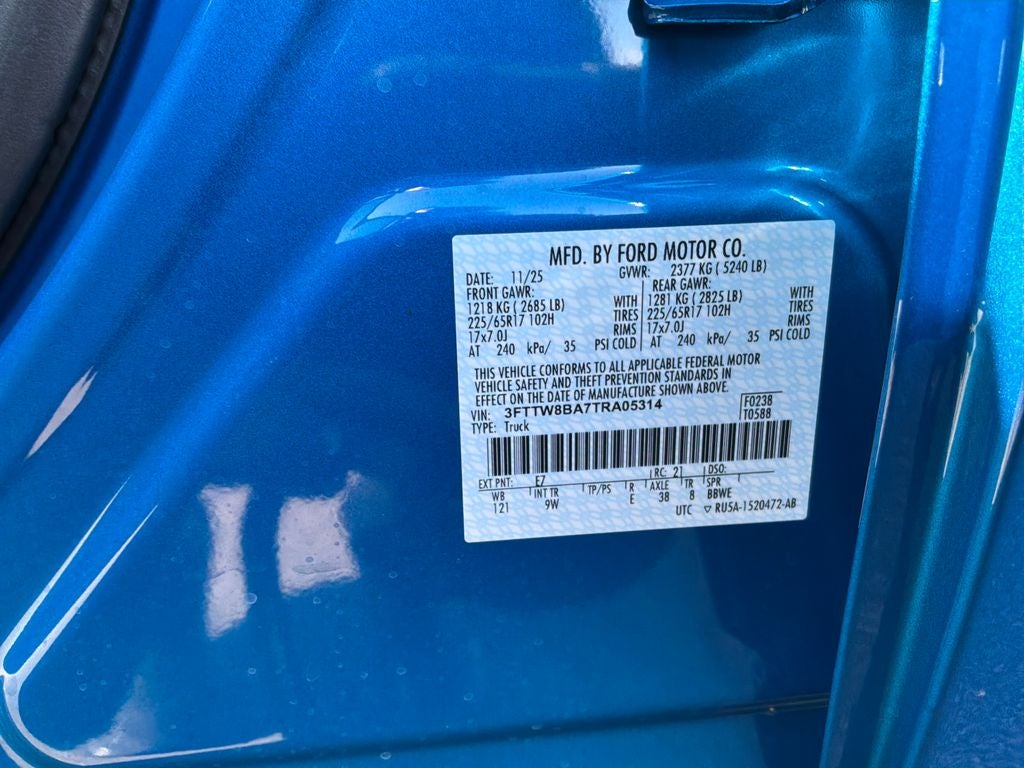 MFD. BY FORD MOTOR CO.
DATE: 11/25 GVWR: 2377 KG ( 5240 LB)
FRONT GAWR: REAR GAWR:
1218 KG ( 2685 LB) WITH 1281 KG ( 2825 LB) WITH
225/65R17 102H TIRES 225/65R17 102H TIRES
17x7.0J RIMS 17x7.0J RIMS
AT 240 kPa/ 35 PSI COLD AT 240 kPa/ 35 PSI COLD
THIS VEHICLE CONFORMS TO ALL APPLICABLE FEDERAL MOTOR
VEHICLE SAFETY AND THEFT PREVENTION STANDARDS IN
EFFECT ON THE DATE OF MANUFACTURE SHOWN ABOVE.
VIN: 3FTTW8BA7TRA05314 F0238
TYPE: Truck T0588
EXT PNT: E7 RC: 21 DSO:
WB INT TR TP/PS R AXLE TR SPR
121 9W E 38 8 BBWE
UTC ▽ RU5A-1520472-AB